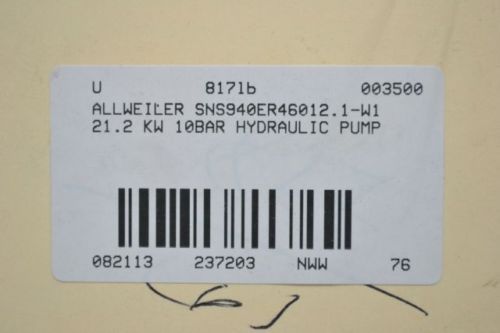 U 8171b 003500
ALLWEILER SNS940ER46012.1-W1
21.2 KW 10BAR HYDRAULIC PUMP
082113 237203 NWW 76